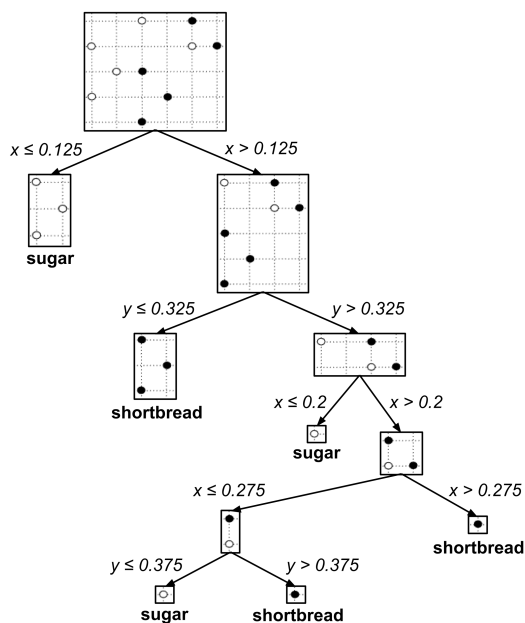 x ≤ 0.125
x > 0.125
sugar
y ≤ 0.325
y > 0.325
shortbread
x ≤ 0.2
x > 0.2
sugar
x ≤ 0.275
x > 0.275
shortbread
y ≤ 0.375
y > 0.375
sugar
shortbread